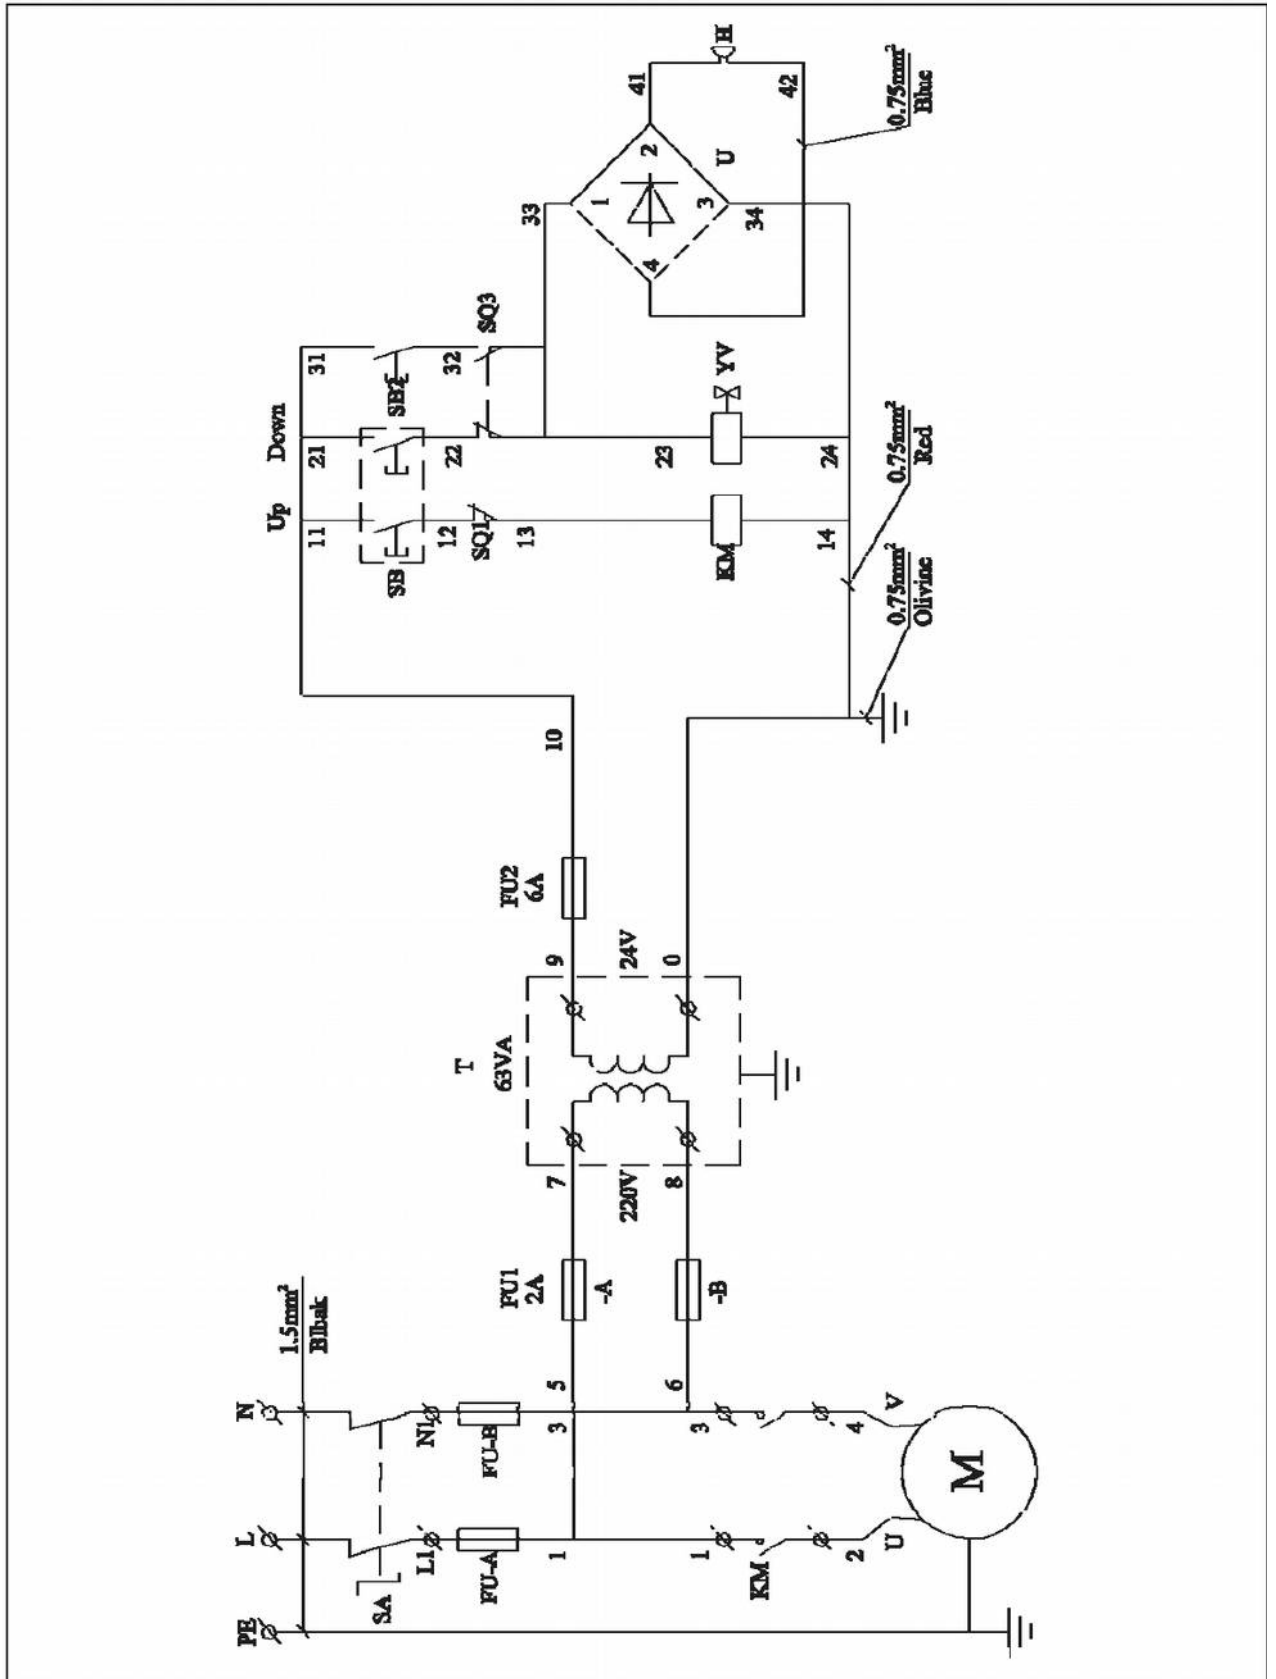 PE
L
N
1.5mm²
Blbak
SA
L1
N1
FU-A
FU-B
1
3
5
6
1
3
KM
2
4
U
V
M
FU1
2A
-A
-B
7
220V
8
T
63VA
9
24V
0
FU2
6A
10
Up
Down
11
21
31
SB
SB2
12
22
32
SQ1
SQ3
13
33
23
KM
YV
14
24
0.75mm²
Olivine
0.75mm²
Red
1
2
3
4
U
34
41
42
H
0.75mm²
Blue